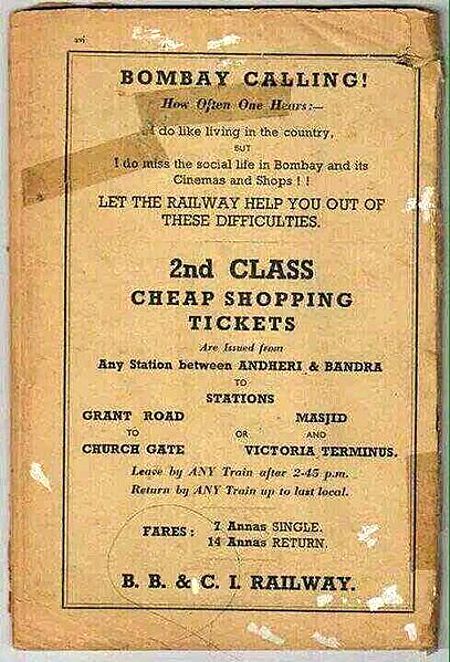 xvi
BOMBAY CALLING!
How Often One Hears:—
I do like living in the country,
BUT
I do miss the social life in Bombay and its
Cinemas and Shops ! !
LET THE RAILWAY HELP YOU OUT OF
THESE DIFFICULTIES.
2nd CLASS
CHEAP SHOPPING
TICKETS
Are Issued from
Any Station between ANDHERI & BANDRA
TO
STATIONS
GRANT ROAD MASJID
TO OR AND
CHURCH GATE VICTORIA TERMINUS.
Leave by ANY Train after 2-45 p.m.
Return by ANY Train up to last local.
FARES: 7 Annas SINGLE.
14 Annas RETURN.
B. B. & C. I. RAILWAY.